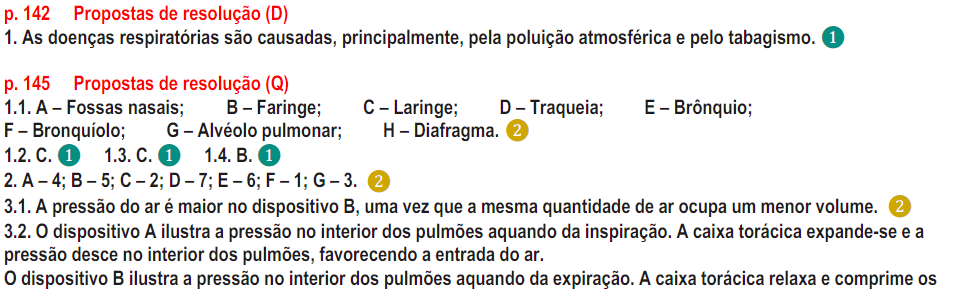 p. 142 Propostas de resolução (D)
1. As doenças respiratórias são causadas, principalmente, pela poluição atmosférica e pelo tabagismo. 1
p. 145 Propostas de resolução (Q)
1.1. A – Fossas nasais; B – Faringe; C – Laringe; D – Traqueia; E – Brônquio;
F – Bronquíolo; G – Alvéolo pulmonar; H – Diafragma. 2
1.2. C. 1 1.3. C. 1 1.4. B. 1
2. A – 4; B – 5; C – 2; D – 7; E – 6; F – 1; G – 3. 2
3.1. A pressão do ar é maior no dispositivo B, uma vez que a mesma quantidade de ar ocupa um menor volume. 2
3.2. O dispositivo A ilustra a pressão no interior dos pulmões aquando da inspiração. A caixa torácica expande-se e a
pressão desce no interior dos pulmões, favorecendo a entrada do ar.
O dispositivo B ilustra a pressão no interior dos pulmões aquando da expiração. A caixa torácica relaxa e comprime os